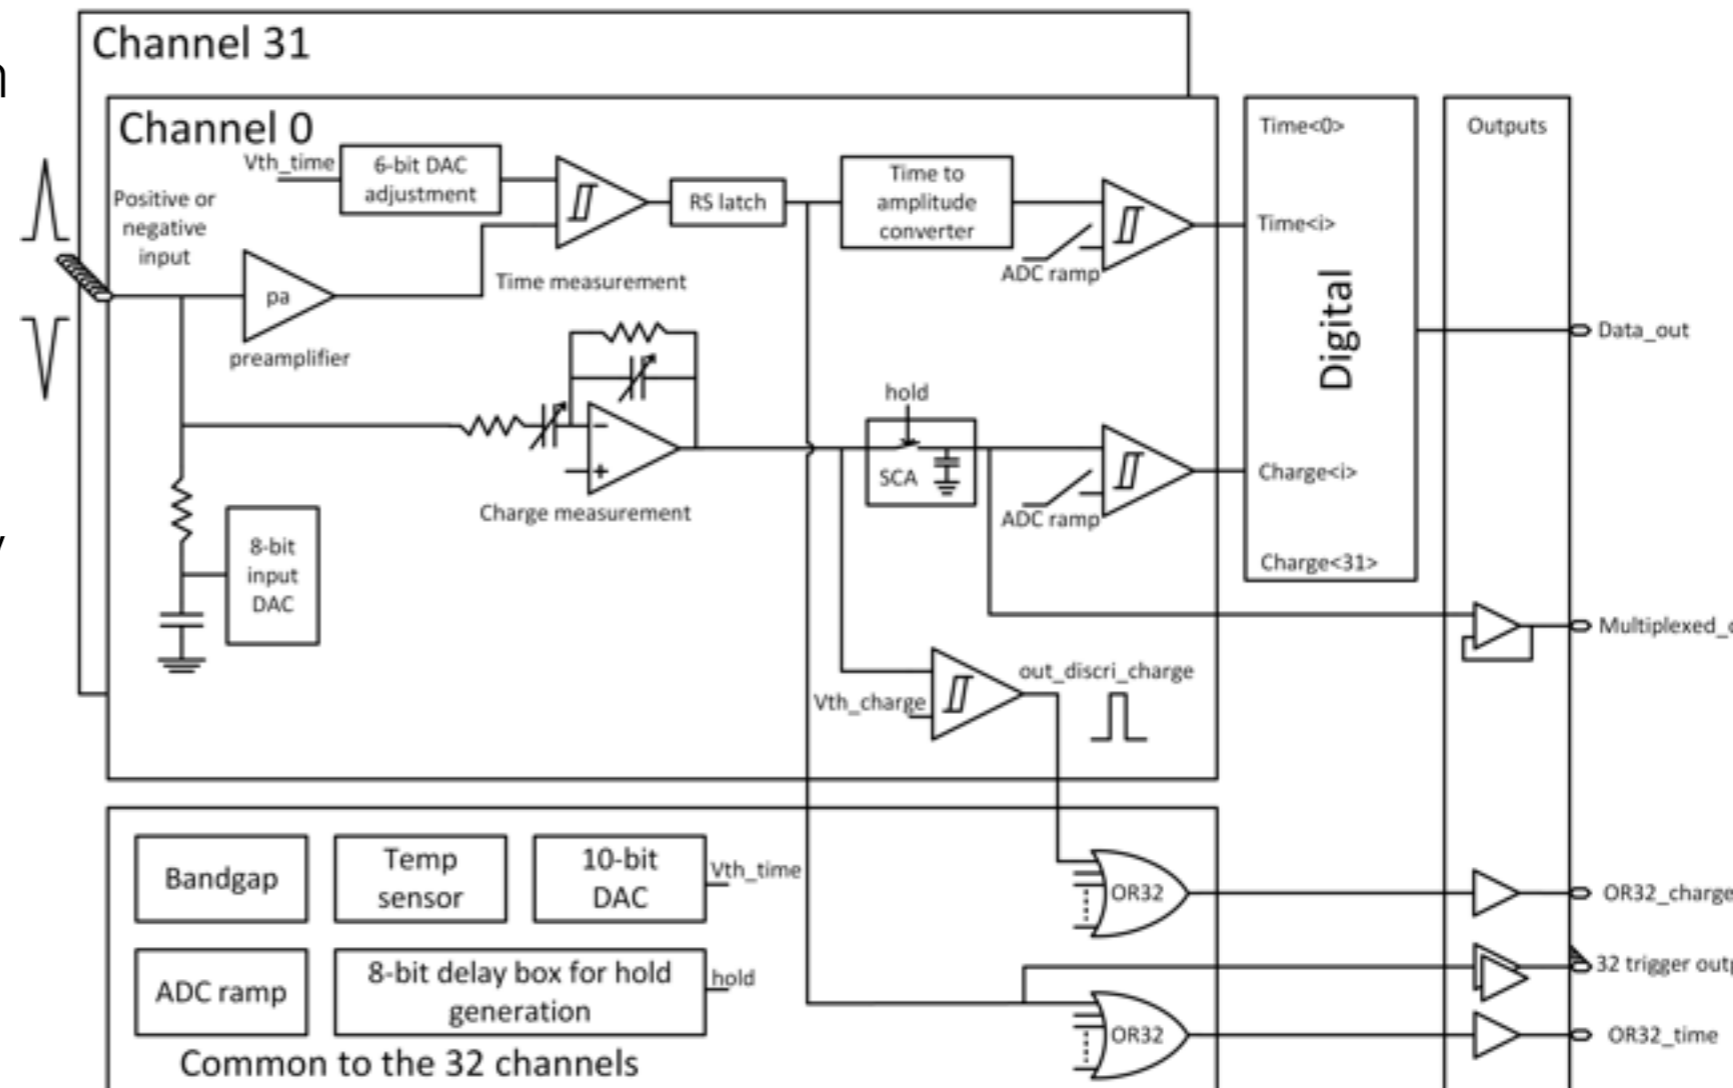 Channel 31
Channel 0
Vth_time
6-bit DAC
adjustment
RS latch
Time to
amplitude
converter
Time<0>
Outputs
Positive or
negative
input
Time<i>
pa
Time measurement
ADC ramp
preamplifier
Digital
Data_out
hold
SCA
Charge measurement
ADC ramp
Charge<i>
8-bit
input
DAC
Charge<31>
out_discri_charge
Vth_charge
Bandgap
Temp
sensor
10-bit
DAC
Vth_time
OR32
OR32_charge
ADC ramp
8-bit delay box for hold
generation
hold
32 trigger
OR32
OR32_time
Common to the 32 channels